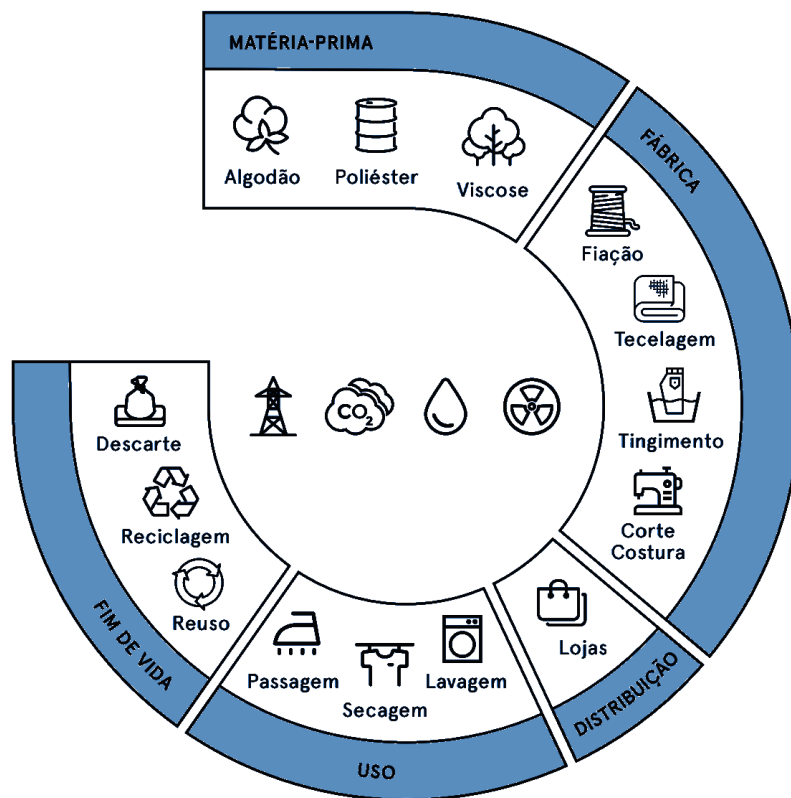 MATÉRIA-PRIMA
Algodão
Poliéster
Viscose
FÁBRICA
Fiação
Tecelagem
Tingimento
Corte
Costura
DISTRIBUIÇÃO
Lojas
USO
Lavagem
Secagem
Passagem
FIM DE VIDA
Reuso
Reciclagem
Descarte
CO₂